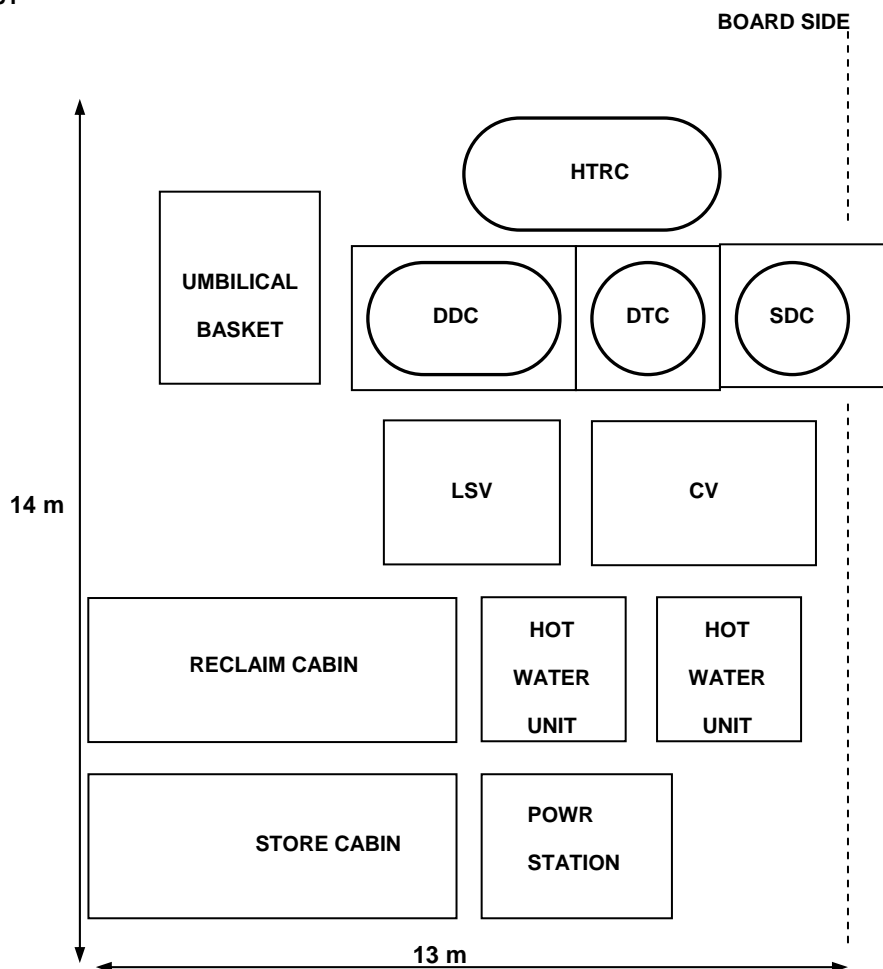 BOARD SIDE
HTRC
UMBILICAL
BASKET
DDC
DTC
SDC
LSV
CV
14 m
RECLAIM CABIN
HOT
WATER
UNIT
HOT
WATER
UNIT
STORE CABIN
POWR
STATION
13 m